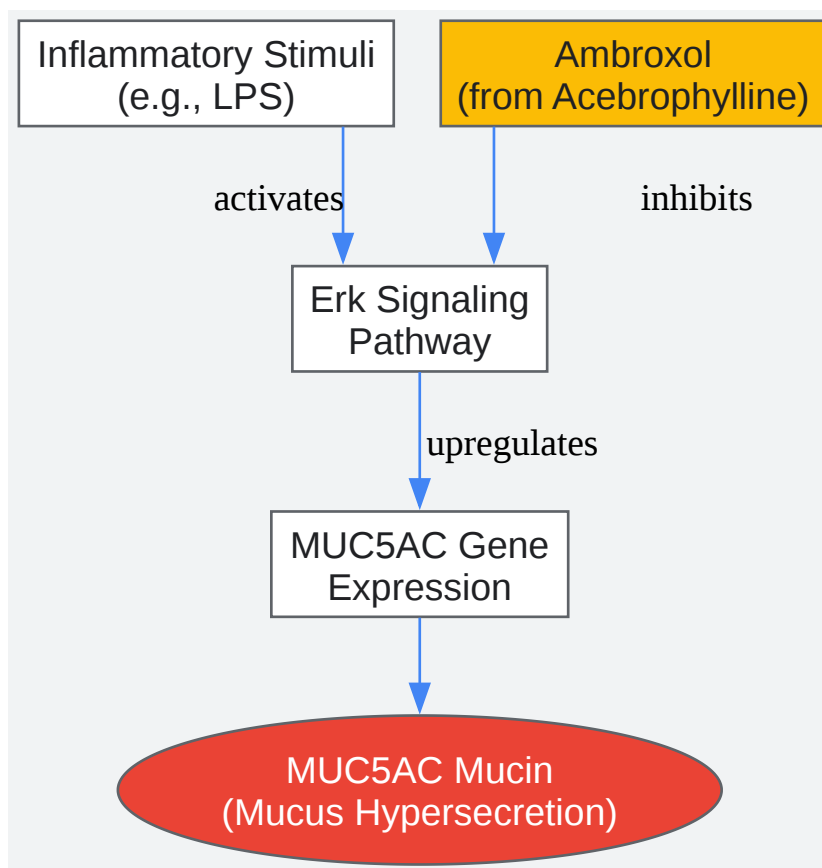 Inflammatory Stimuli
(e.g., LPS)
Ambroxol
(from Acebrophylline)
activates
inhibits
Erk Signaling
Pathway
upregulates
MUC5AC Gene
Expression
MUC5AC Mucin
(Mucus Hypersecretion)